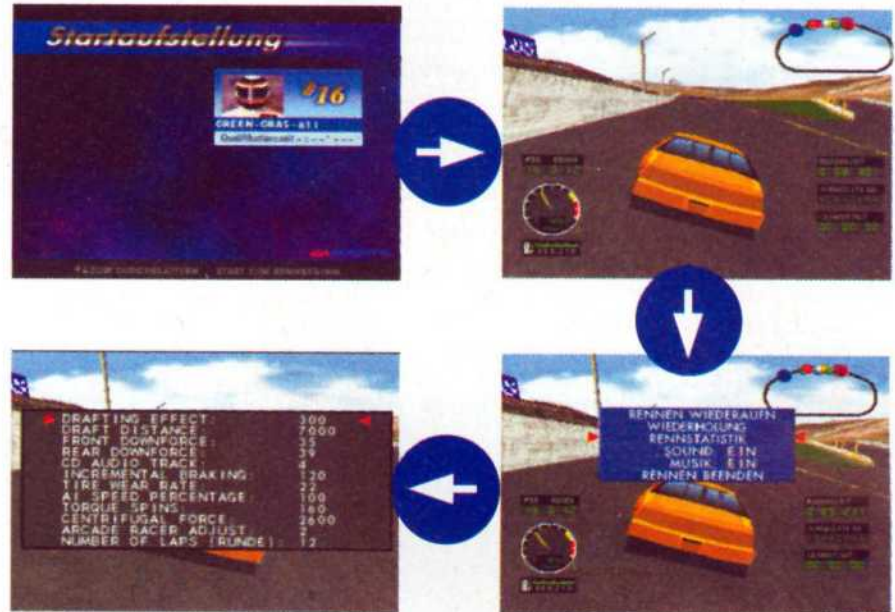 Startaufstellung
#16
GREEN-GRAS-all
RENNEN WIEDERAUFN
WIEDERHOLUNG
RENNSTATISTIK
SOUND: EIN
MUSIK: EIN
RENNEN BEENDEN
DRAFTING EFFECT: 300
DRAFT DISTANCE: 7000
FRONT DOWNFORCE: 35
REAR DOWNFORCE: 39
CD AUDIO TRACK: 4
INCREMENTAL BRAKING: 120
TIRE WEAR RATE: 22
AI SPEED PERCENTAGE: 100
TORQUE SPINS: 160
CENTRIFUGAL FORCE: 2600
ARCADE RACER ADJUST: 2
NUMBER OF LAPS (RUNDE): 12